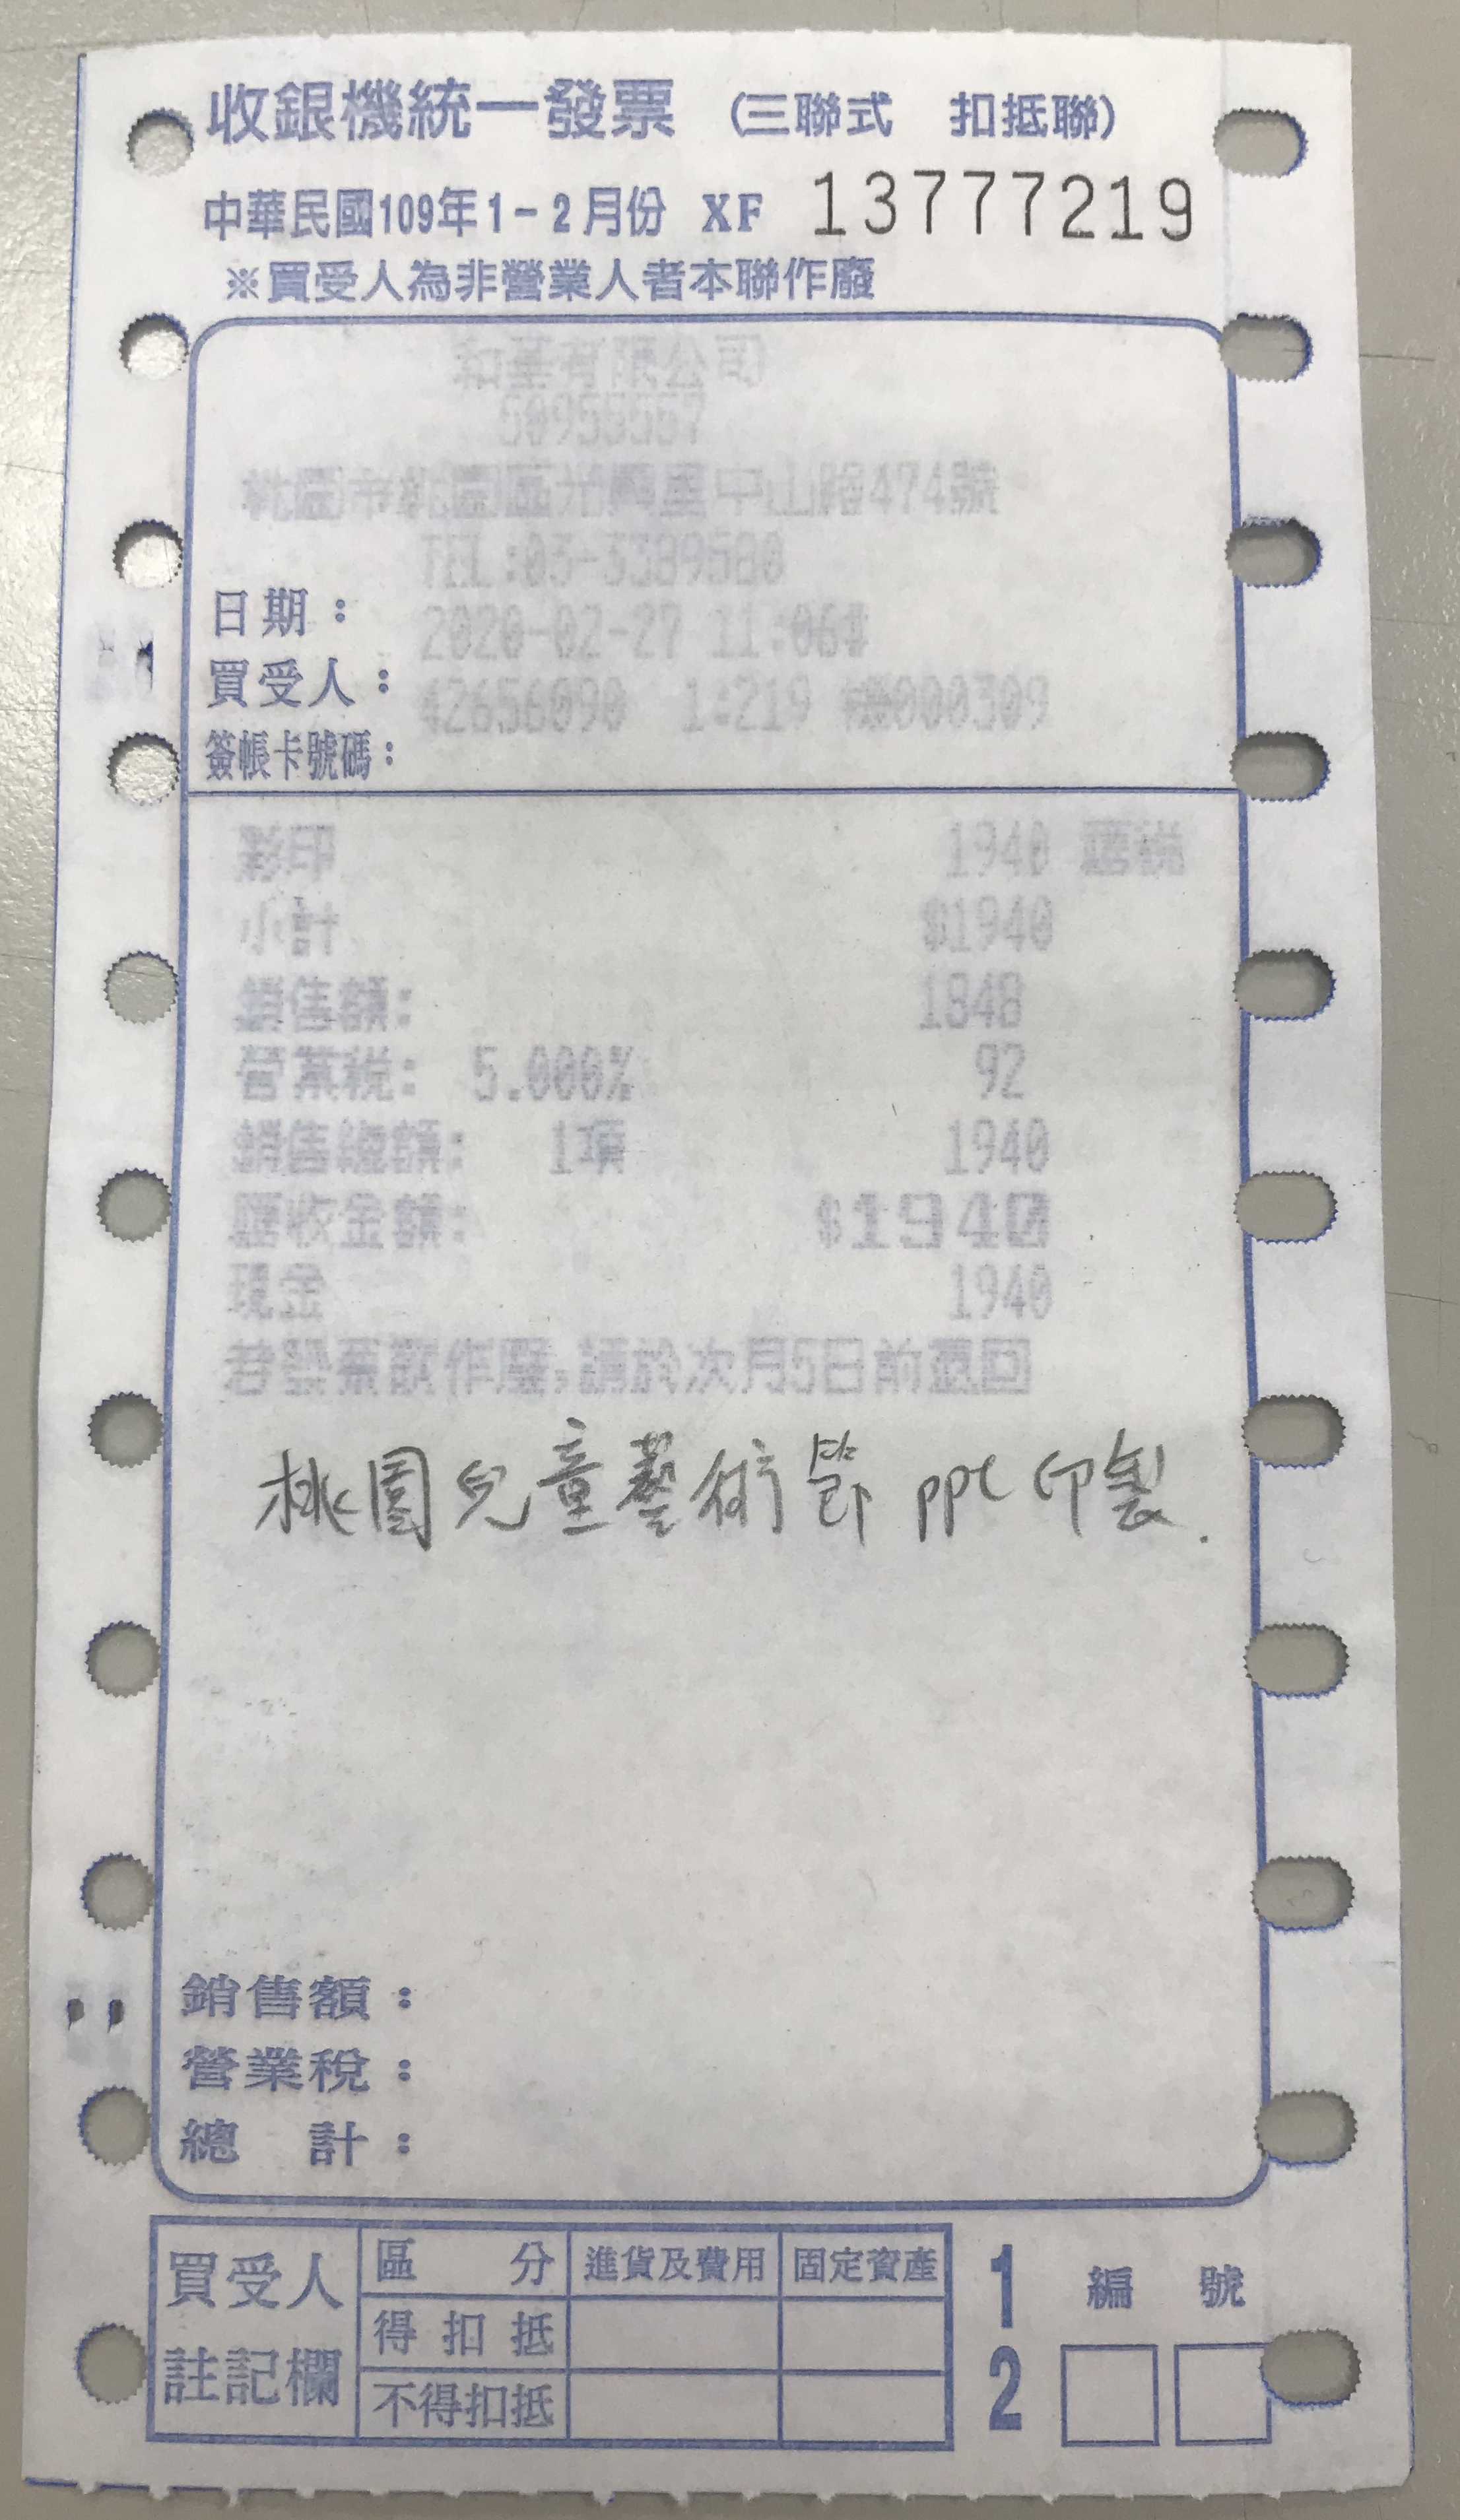 收銀機統一發票 (三聯式 扣抵聯)
中華民國109年1-2月份 XF 13777219
※買受人為非營業人者本聯作廢
有限公司
50955557
桃園市桃園區光興里中山路474號
TEL:03-3389580
日期：2020-02-27 11:06
買受人：42656090 1:219 機000309
簽帳卡號碼：
彩印 1940 應稅
小計 $1940
銷售額: 1848
營業稅: 5.000% 92
銷售總額: 1項 1940
應收金額: $1940
現金 1940
若發票欲作廢,請於次月5日前退回
桃園兒童藝術節 ppt 印製.
銷售額：
營業稅：
總計：
買受人註記欄
區分 進貨及費用 固定資產
得扣抵
不得扣抵
1 編號
2